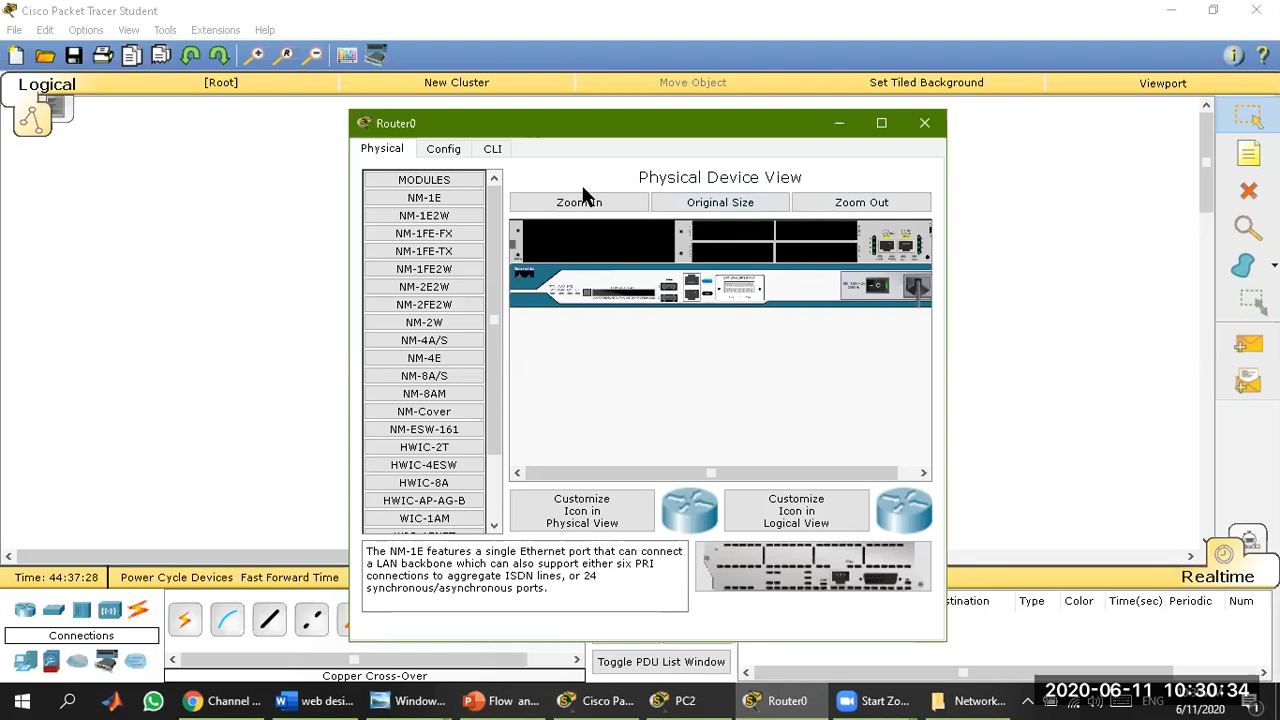 Cisco Packet Tracer Student
File Edit Options View Tools Extensions Help
Logical [Root] New Cluster Move Object Set Tiled Background Viewport
Router0
Physical Config CLI
MODULES
NM-1E
NM-1E2W
NM-1FE-FX
NM-1FE-TX
NM-1FE2W
NM-2E2W
NM-2FE2W
NM-2W
NM-4A/S
NM-4E
NM-8A/S
NM-8AM
NM-Cover
NM-ESW-161
HWIC-2T
HWIC-4ESW
HWIC-8A
HWIC-AP-AG-B
WIC-1AM
Physical Device View
Zoom In Original Size Zoom Out
Customize
Icon in
Physical View
Customize
Icon in
Logical View
The NM-1E features a single Ethernet port that can connect
a LAN backbone which can also support either six PRI
connections to aggregate ISDN lines, or 24
synchronous/asynchronous ports.
Time: 44:37:28 Power Cycle Devices Fast Forward Time
Realtime
Connections
Copper Cross-Over
Toggle PDU List Window
stination Type Color Time(sec) Periodic Num
Channel ... web desi... Window... Flow an... Cisco Pa... PC2 Router0 Start Zo... Network... ENG
2020-06-11 10:30:34
6/11/2020